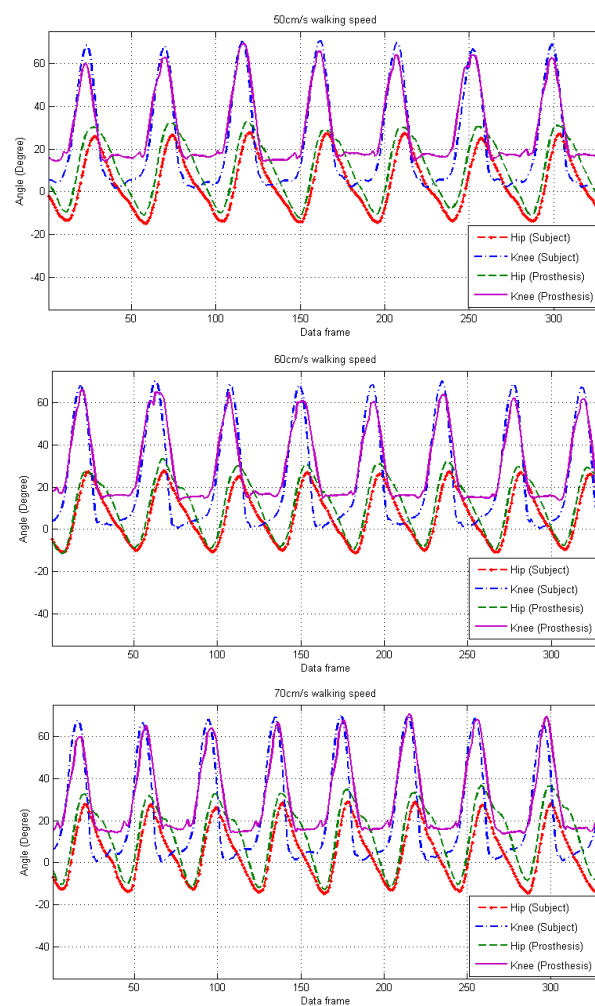 50cm/s walking speed
60
40
20
0
-20
-40
Angle (Degree)
Hip (Subject)
Knee (Subject)
Hip (Prosthesis)
Knee (Prosthesis)
50 100 150 200 250 300
Data frame
60cm/s walking speed
60
40
20
0
-20
-40
Angle (Degree)
Hip (Subject)
Knee (Subject)
Hip (Prosthesis)
Knee (Prosthesis)
50 100 150 200 250 300
Data frame
70cm/s walking speed
60
40
20
0
-20
-40
Angle (Degree)
Hip (Subject)
Knee (Subject)
Hip (Prosthesis)
Knee (Prosthesis)
50 100 150 200 250 300
Data frame